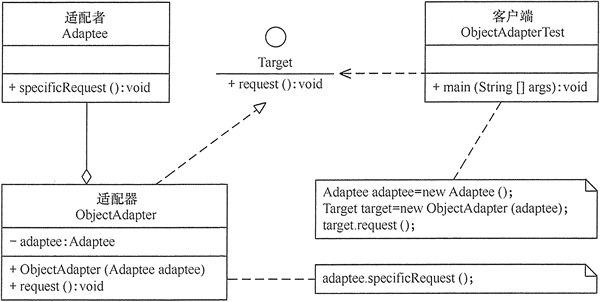 适配者
Adaptee
+ specificRequest ():void
Target
+ request ():void
客户端
ObjectAdapterTest
+ main (String [] args):void
适配器
ObjectAdapter
− adaptee:Adaptee
+ ObjectAdapter (Adaptee adaptee)
+ request ():void
Adaptee adaptee=new Adaptee ();
Target target=new ObjectAdapter (adaptee);
target.request ();
adaptee.specificRequest ();